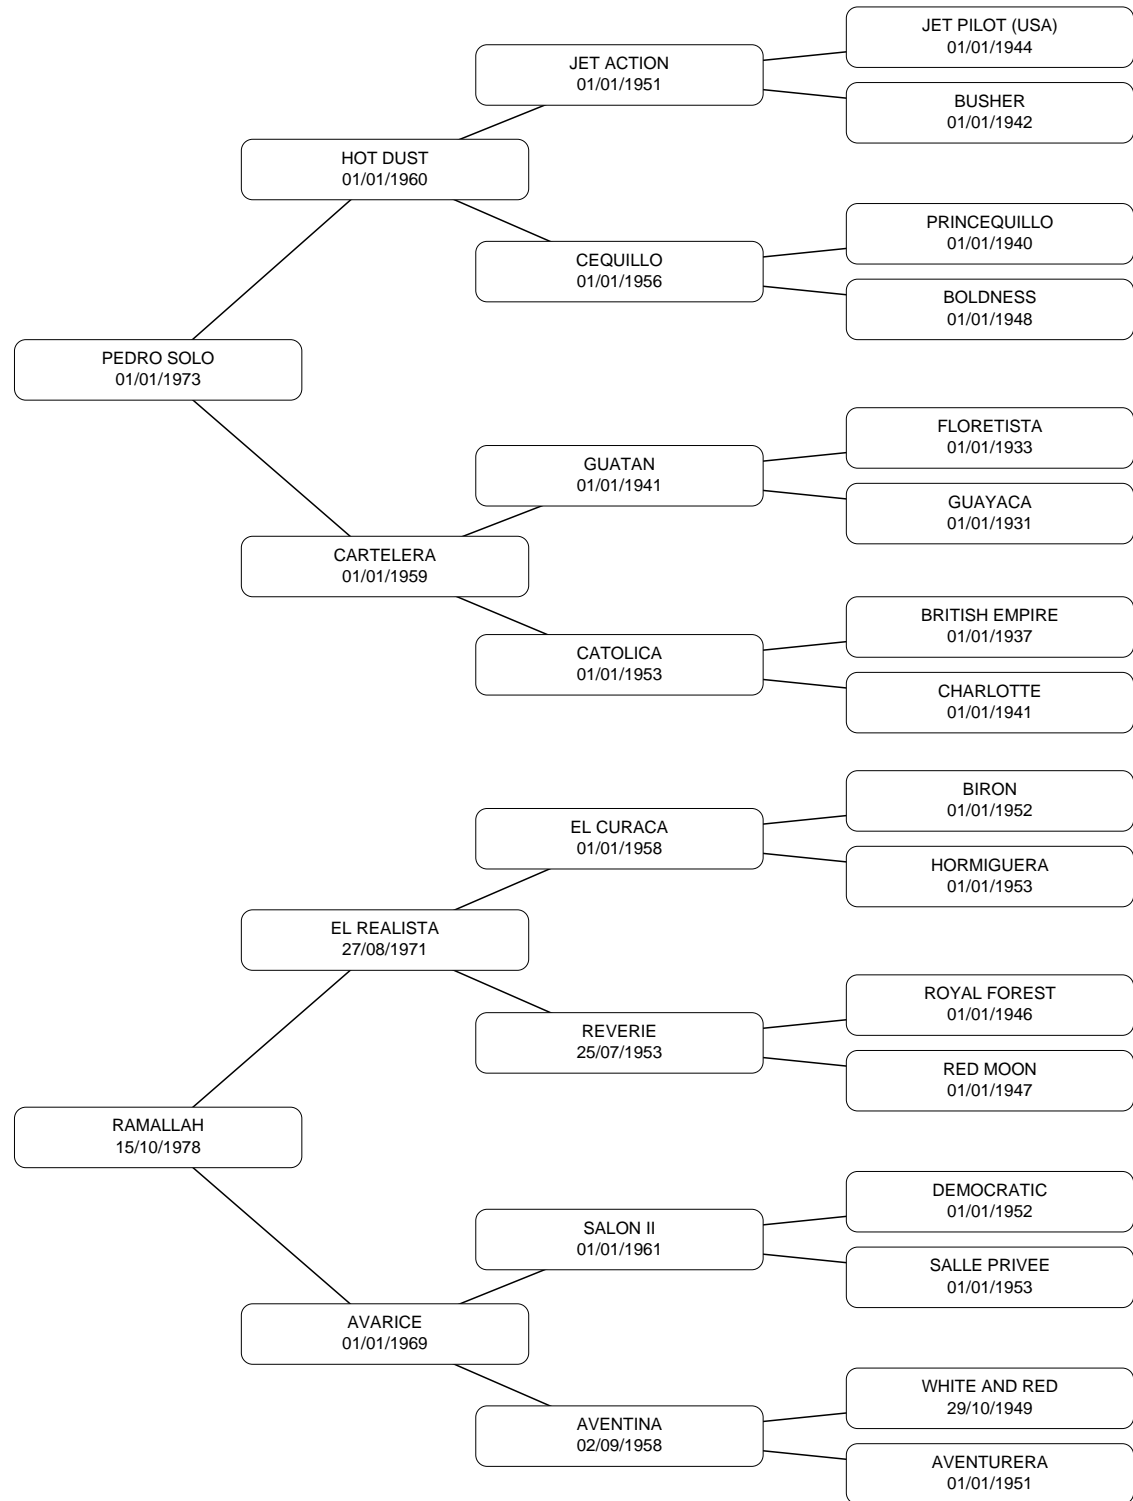 JET PILOT (USA)
01/01/1944
JET ACTION
01/01/1951
BUSHER
01/01/1942
HOT DUST
01/01/1960
PRINCEQUILLO
01/01/1940
CEQUILLO
01/01/1956
BOLDNESS
01/01/1948
PEDRO SOLO
01/01/1973
FLORETISTA
01/01/1933
GUATAN
01/01/1941
GUAYACA
01/01/1931
CARTELERA
01/01/1959
BRITISH EMPIRE
01/01/1937
CATOLICA
01/01/1953
CHARLOTTE
01/01/1941
BIRON
01/01/1952
EL CURACA
01/01/1958
HORMIGUERA
01/01/1953
EL REALISTA
27/08/1971
ROYAL FOREST
01/01/1946
REVERIE
25/07/1953
RED MOON
01/01/1947
RAMALLAH
15/10/1978
DEMOCRATIC
01/01/1952
SALON II
01/01/1961
SALLE PRIVEE
01/01/1953
AVARICE
01/01/1969
WHITE AND RED
29/10/1949
AVENTINA
02/09/1958
AVENTURERA
01/01/1951